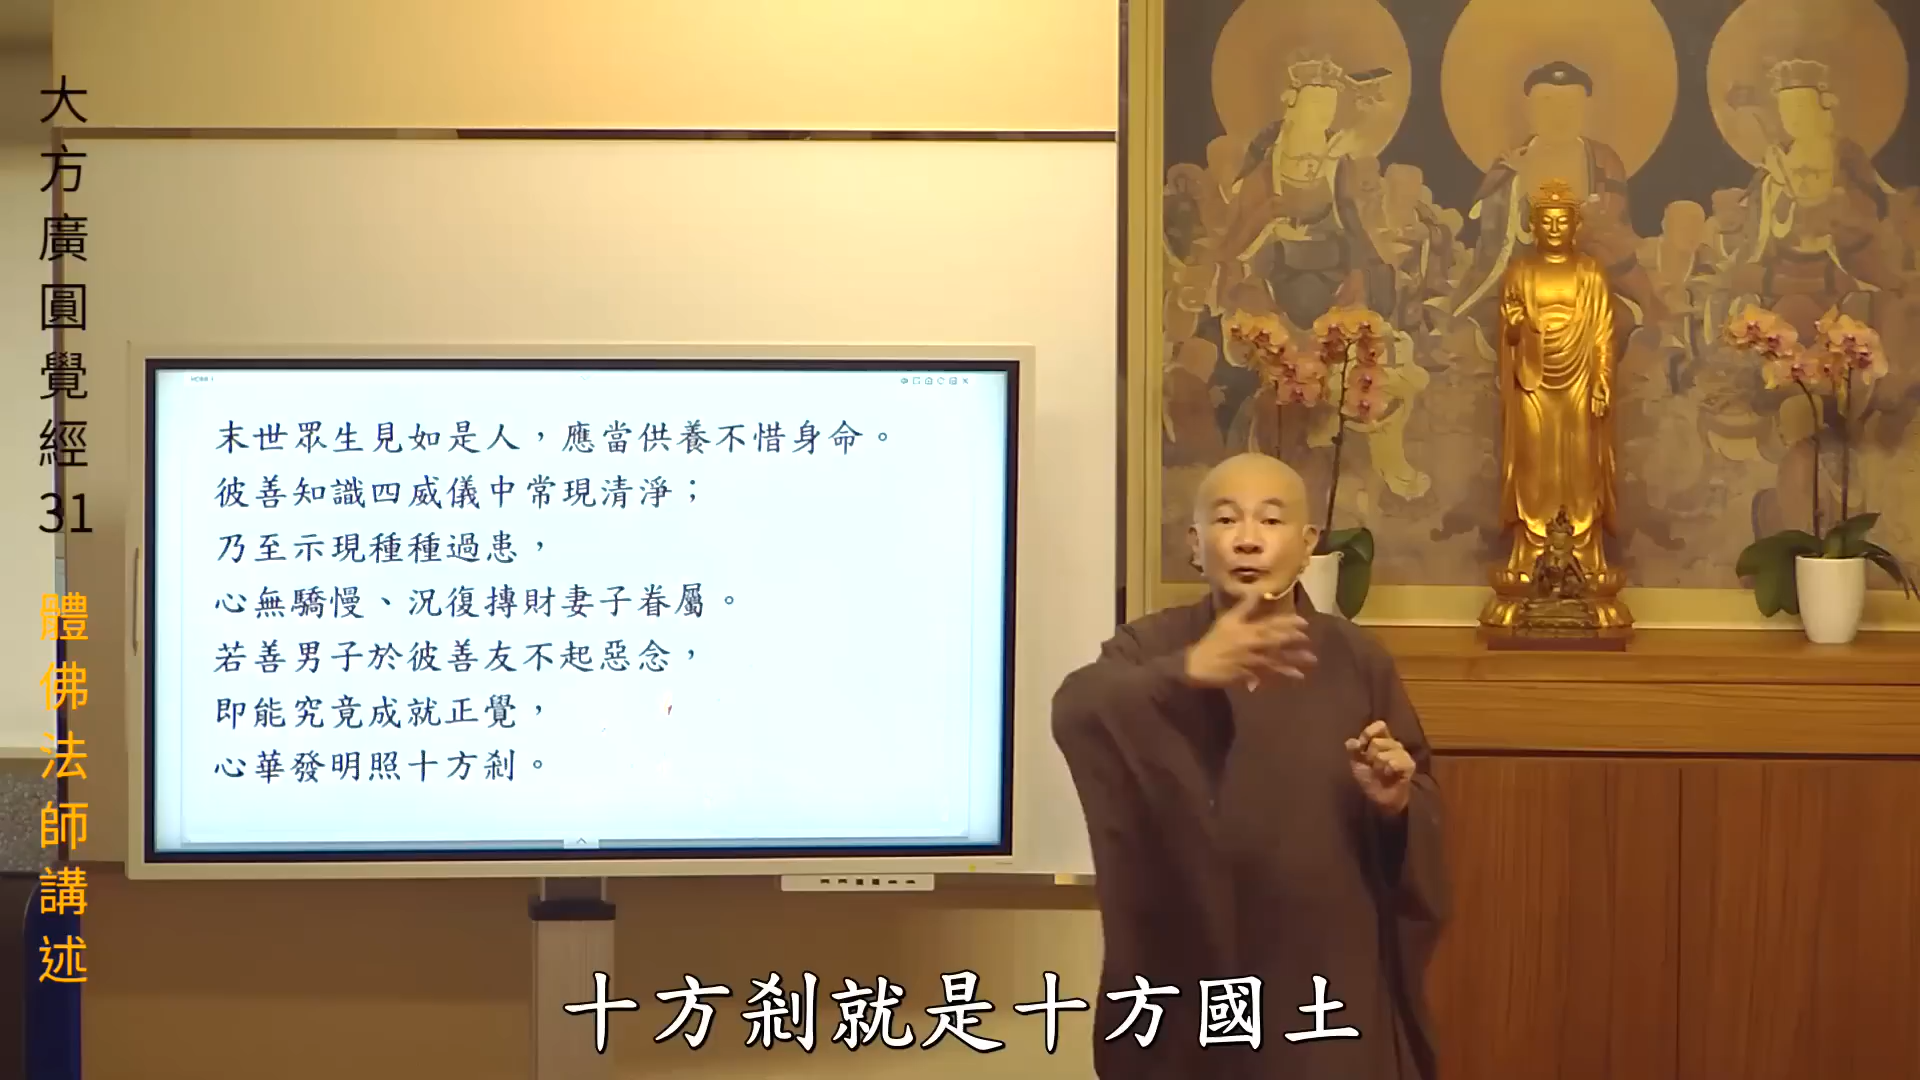 大方廣圓覺經31 體佛法師講述
末世眾生見如是人，應當供養不惜身命。
彼善知識四威儀中常現清淨；
乃至示現種種過患，
心無驕慢、況復摶財妻子眷屬。
若善男子於彼善友不起惡念，
即能究竟成就正覺，
心華發明照十方剎。
十方剎就是十方國土